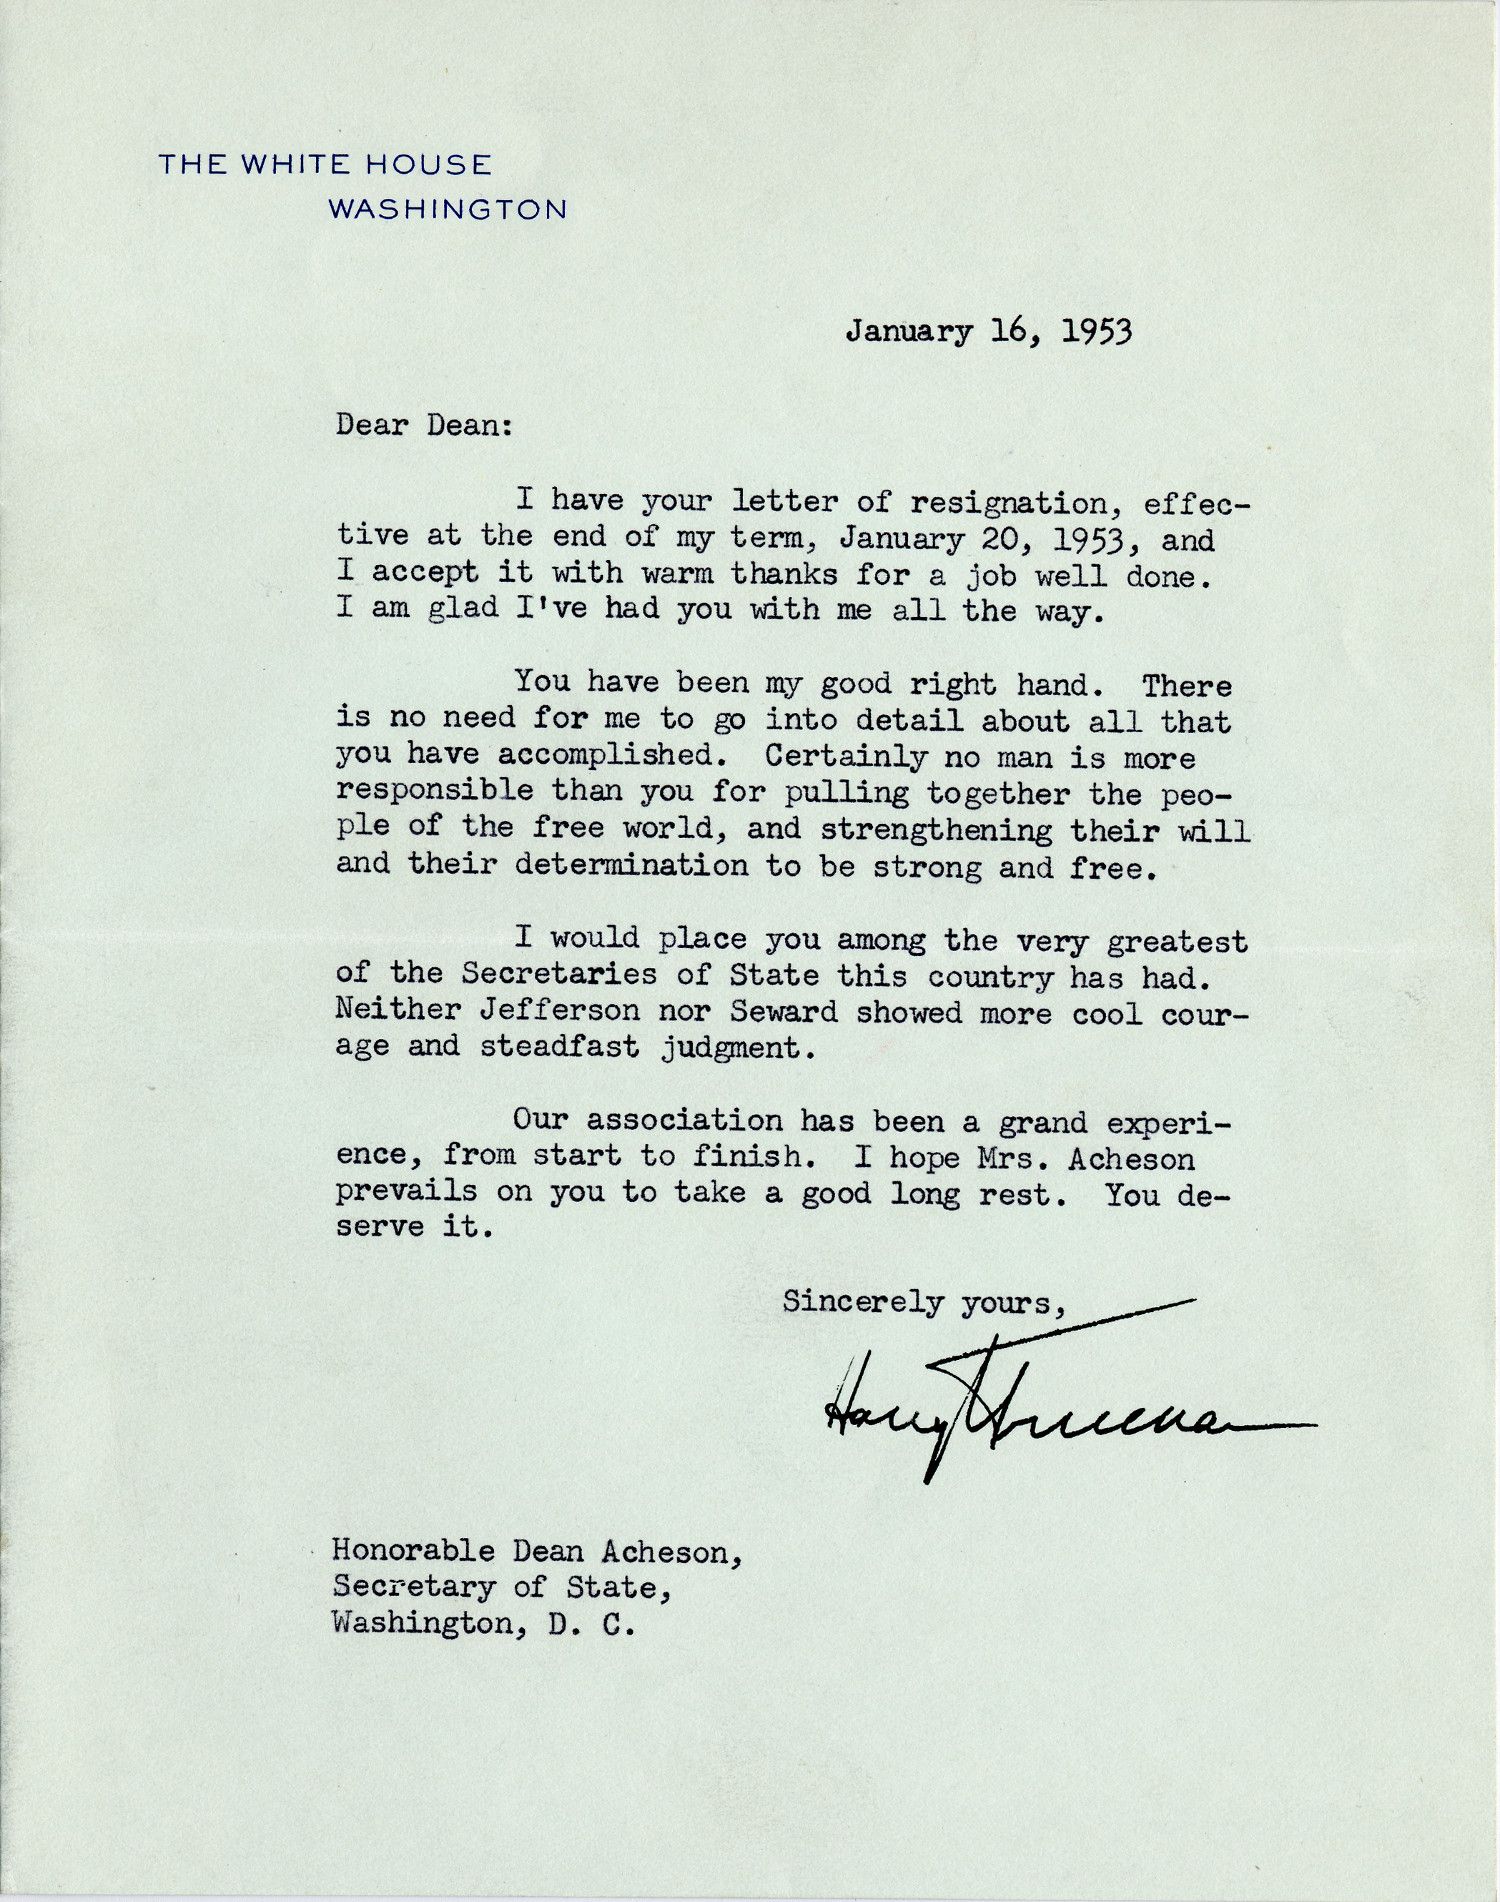 THE WHITE HOUSE
WASHINGTON
January 16, 1953
Dear Dean:
I have your letter of resignation, effec-
tive at the end of my term, January 20, 1953, and
I accept it with warm thanks for a job well done.
I am glad I've had you with me all the way.
You have been my good right hand. There
is no need for me to go into detail about all that
you have accomplished. Certainly no man is more
responsible than you for pulling together the peo-
ple of the free world, and strengthening their will
and their determination to be strong and free.
I would place you among the very greatest
of the Secretaries of State this country has had.
Neither Jefferson nor Seward showed more cool cour-
age and steadfast judgment.
Our association has been a grand experi-
ence, from start to finish. I hope Mrs. Acheson
prevails on you to take a good long rest. You de-
serve it.
Sincerely yours,
Harry Truman
Honorable Dean Acheson,
Secretary of State,
Washington, D. C.